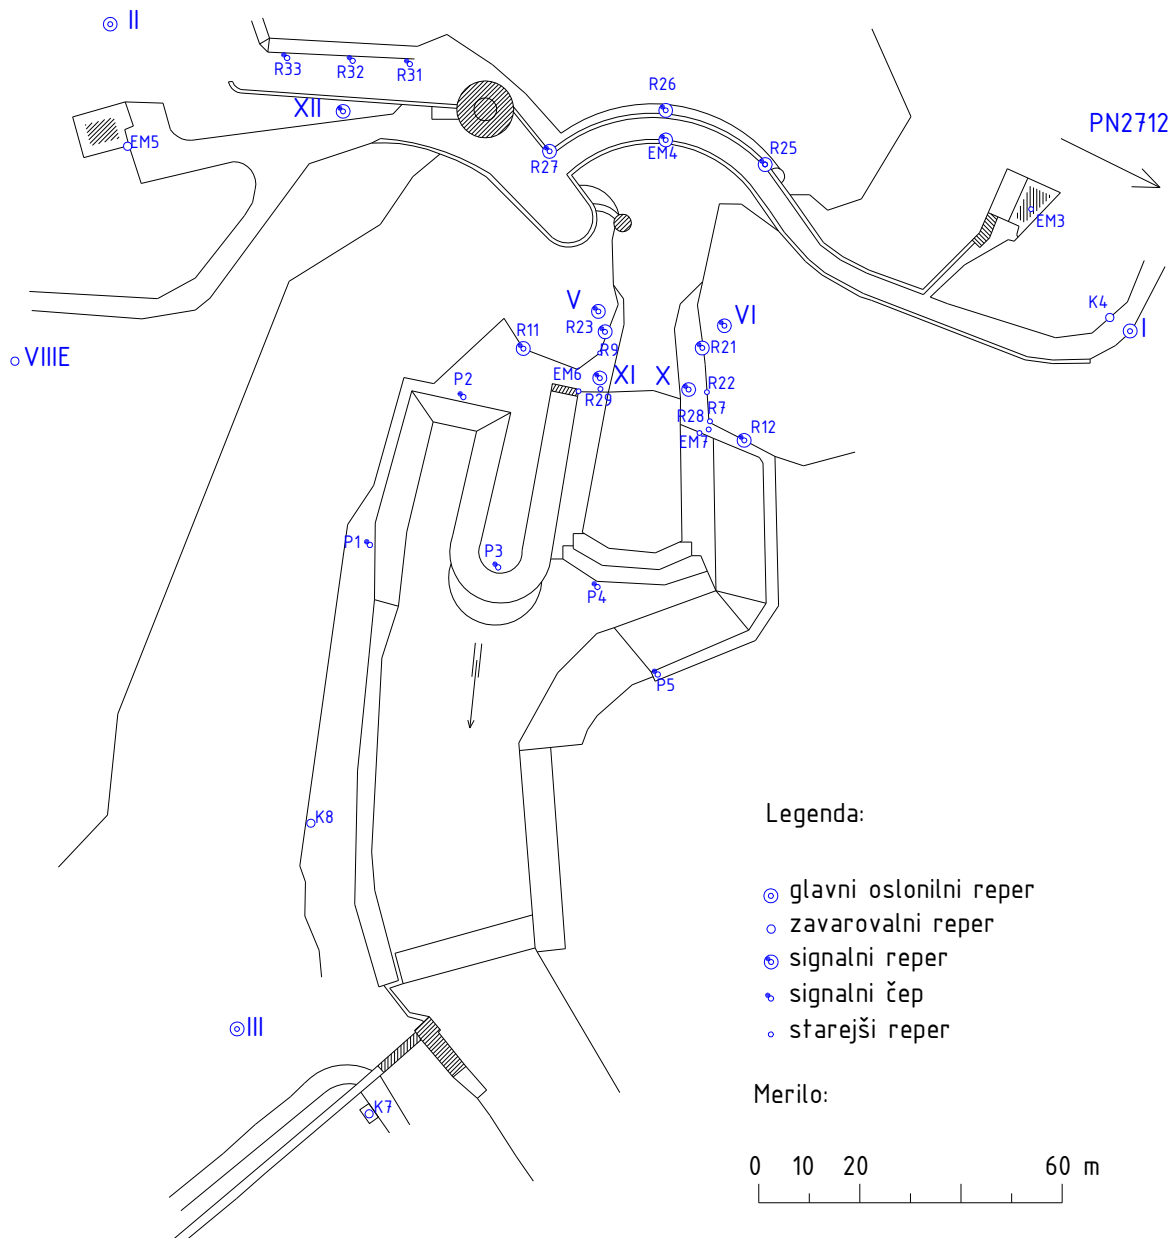 II
R33
R32
R31
XII
R26
PN2712
EM5
R27
EM4
R25
EM3
V
R23
VI
K4
I
R11
R9
R21
VIIIE
P2
EM6
XI
X
R22
R29
R28
R7
EM7
R12
P1
P3
P4
P5
K8
Legenda:
glavni oslonilni reper
zavarovalni reper
signalni reper
signalni čep
starejši reper
III
Merilo:
K7
0 10 20 60 m